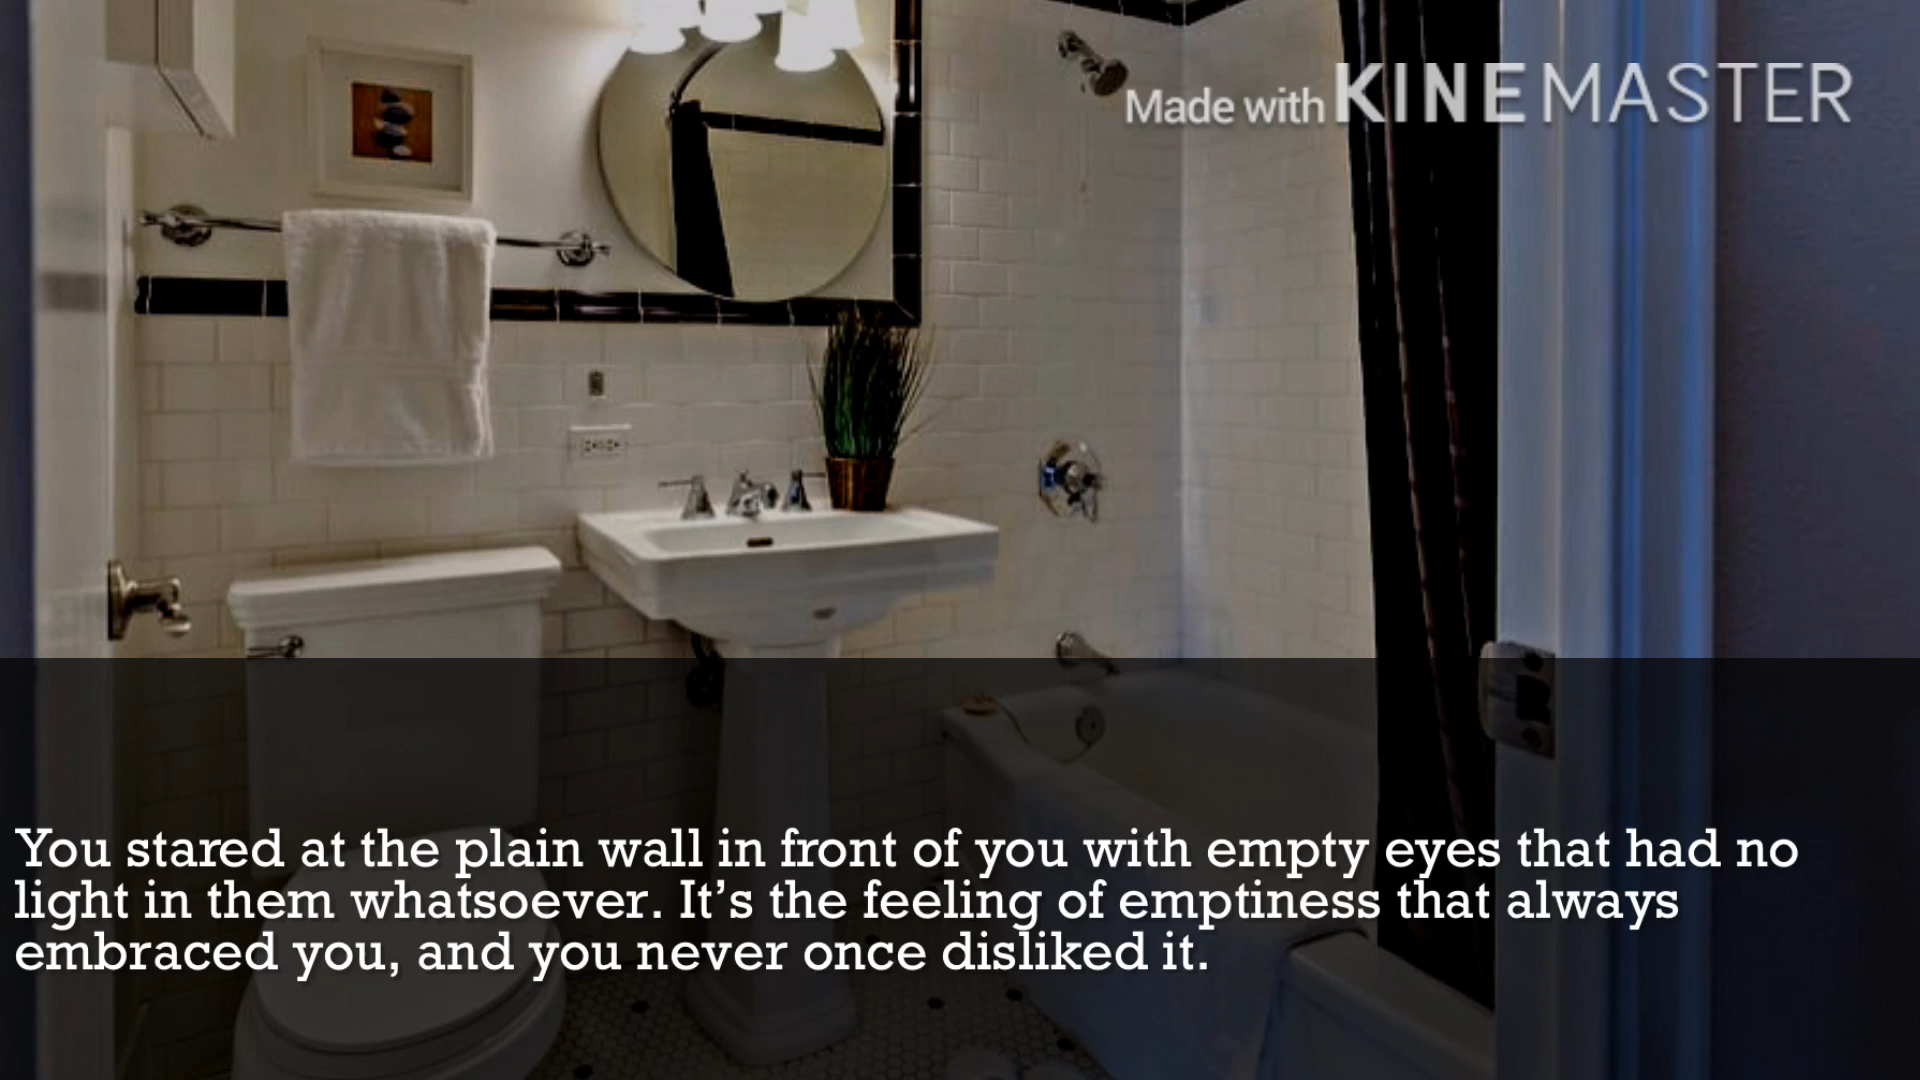 Made with KINEMASTER
You stared at the plain wall in front of you with empty eyes that had no
light in them whatsoever. It’s the feeling of emptiness that always
embraced you, and you never once disliked it.